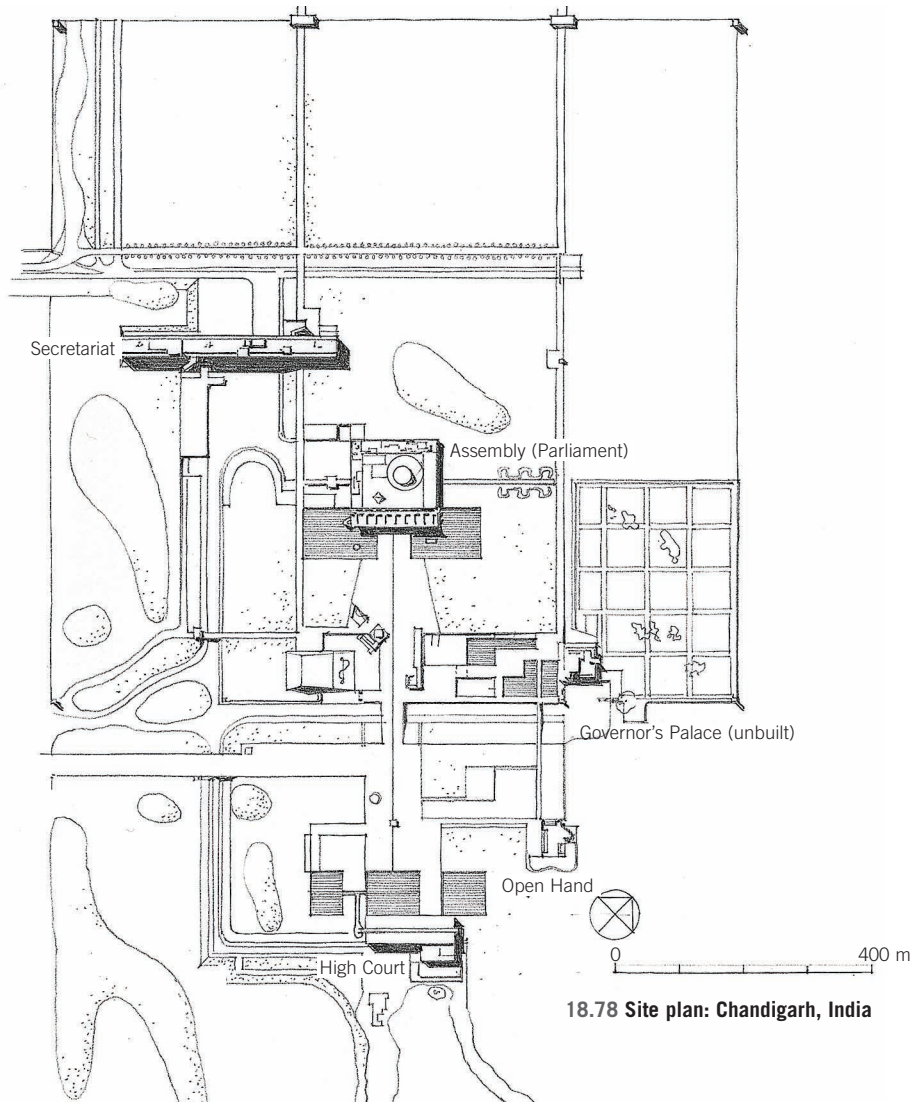 Secretariat
Assembly (Parliament)
Governor's Palace (unbuilt)
Open Hand
High Court
0 400 m
18.78 Site plan: Chandigarh, India